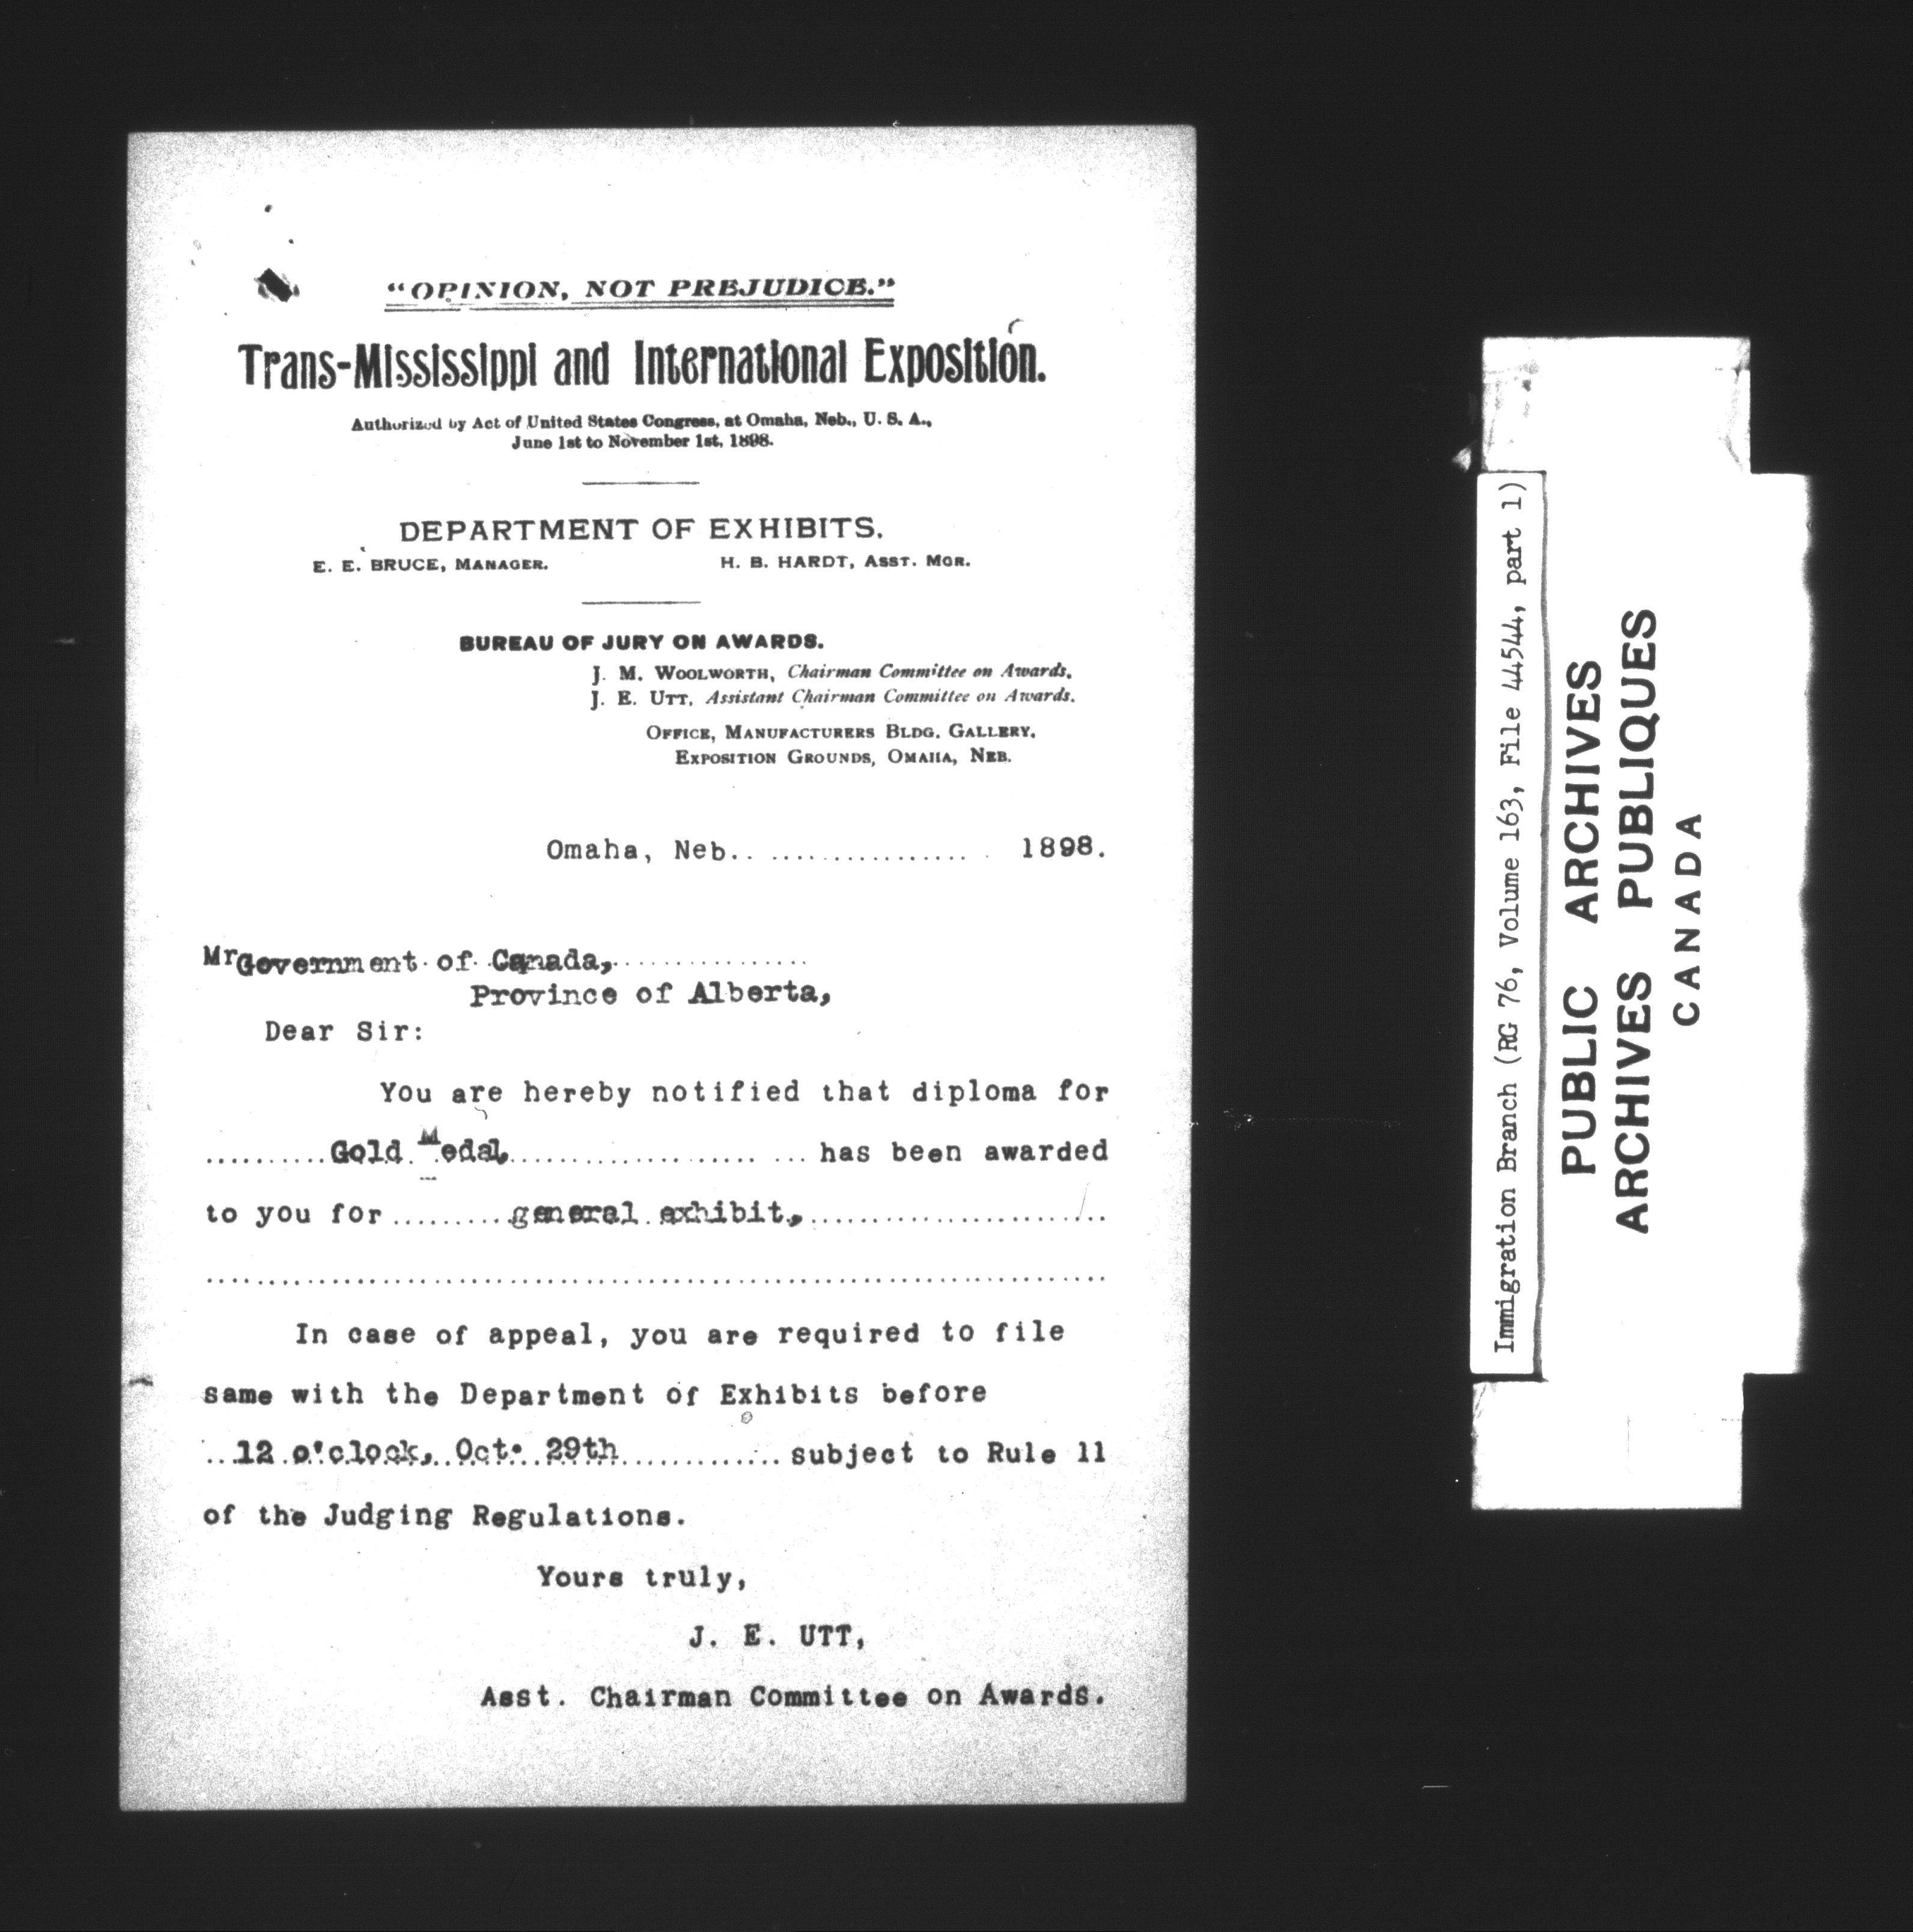 "OPINION, NOT PREJUDICE."
Trans-Mississippi and International Exposition.
Authorized by Act of United States Congress, at Omaha, Neb., U. S. A.,
June 1st to November 1st, 1898.
DEPARTMENT OF EXHIBITS.
E. E. BRUCE, MANAGER. H. B. HARDT, ASST. MGR.
BUREAU OF JURY ON AWARDS.
J. M. WOOLWORTH, Chairman Committee on Awards.
J. E. UTT, Assistant Chairman Committee on Awards.
OFFICE, MANUFACTURERS BLDG. GALLERY,
EXPOSITION GROUNDS, OMAHA, NEB.
Omaha, Neb. .................. 1898.
Mr Government of Canada, ................
Province of Alberta,
Dear Sir:
You are hereby notified that diploma for
..........Gold Medal, ................... has been awarded
to you for ..........general exhibit, ........................
................................................................
In case of appeal, you are required to file
same with the Department of Exhibits before
...12 o'clock, Oct. 29th ............. subject to Rule 11
of the Judging Regulations.
Yours truly,
J. E. UTT,
Asst. Chairman Committee on Awards.
Immigration Branch (RG 76, Volume 163, File 44544, part 1)
PUBLIC ARCHIVES
ARCHIVES PUBLIQUES
CANADA